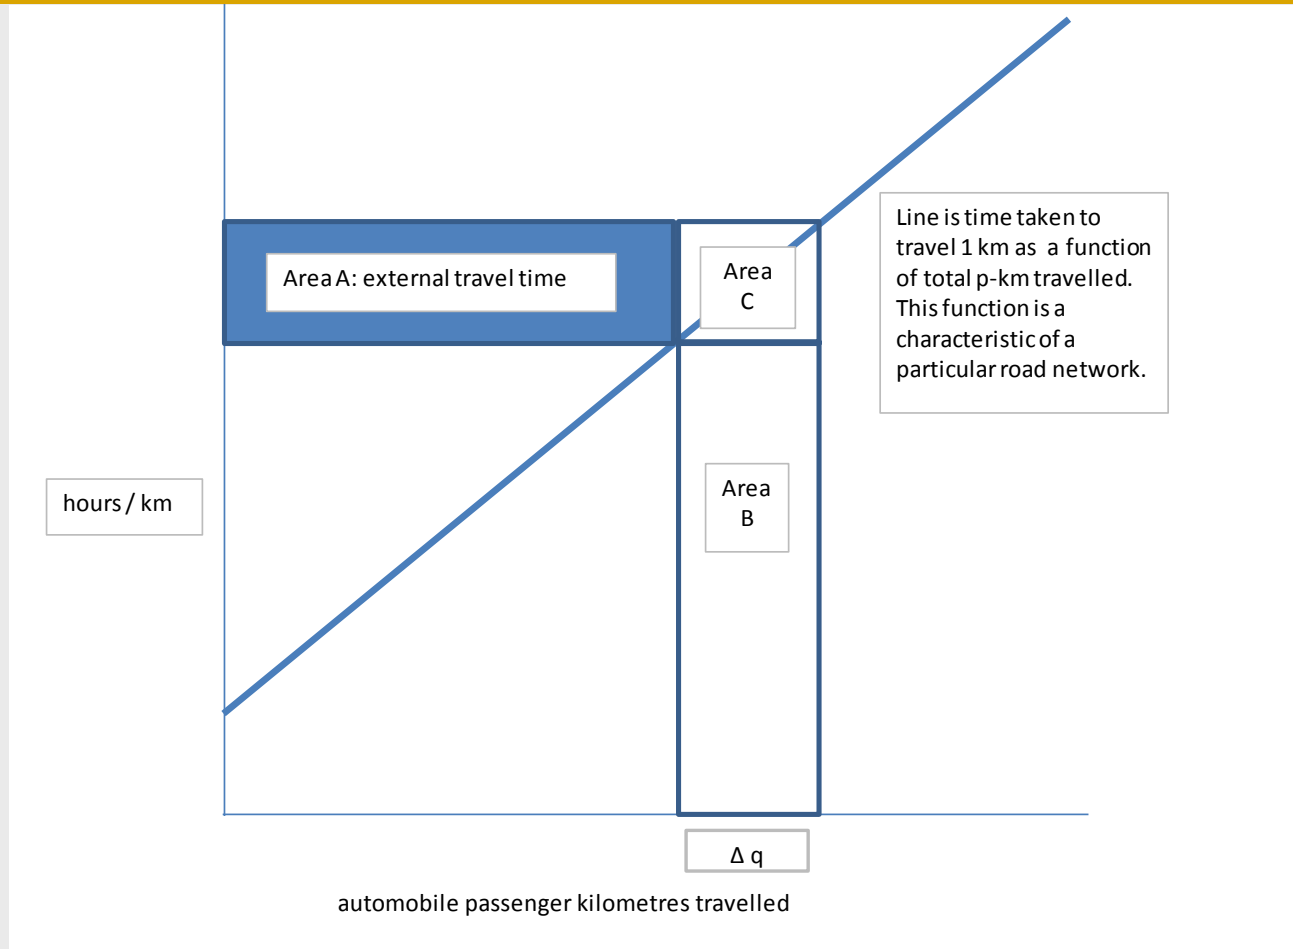 Line is time taken to
travel 1 km as a function
of total p-km travelled.
This function is a
characteristic of a
particular road network.
Area A: external travel time
Area
C
hours / km
Area
B
Δ q
automobile passenger kilometres travelled